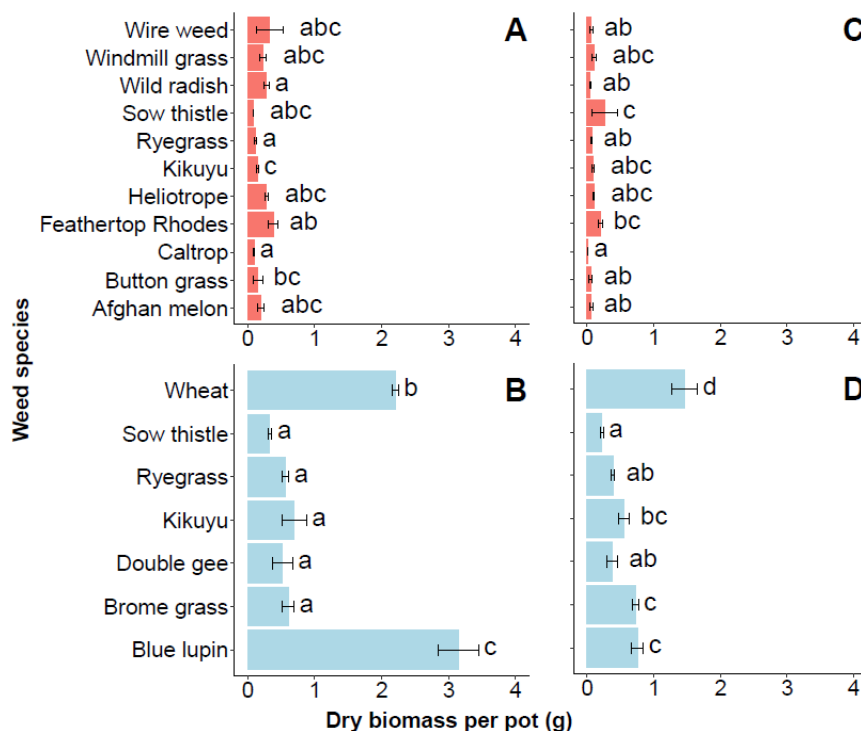 Weed species
A
Wire weed abc
Windmill grass abc
Wild radish a
Sow thistle abc
Ryegrass a
Kikuyu c
Heliotrope abc
Feathertop Rhodes ab
Caltrop a
Button grass bc
Afghan melon abc
0 1 2 3 4
C
ab
abc
ab
c
ab
abc
abc
bc
a
ab
ab
0 1 2 3 4
B
Wheat b
Sow thistle a
Ryegrass a
Kikuyu a
Double gee a
Brome grass a
Blue lupin c
0 1 2 3 4
D
d
a
ab
bc
ab
c
c
0 1 2 3 4
Dry biomass per pot (g)